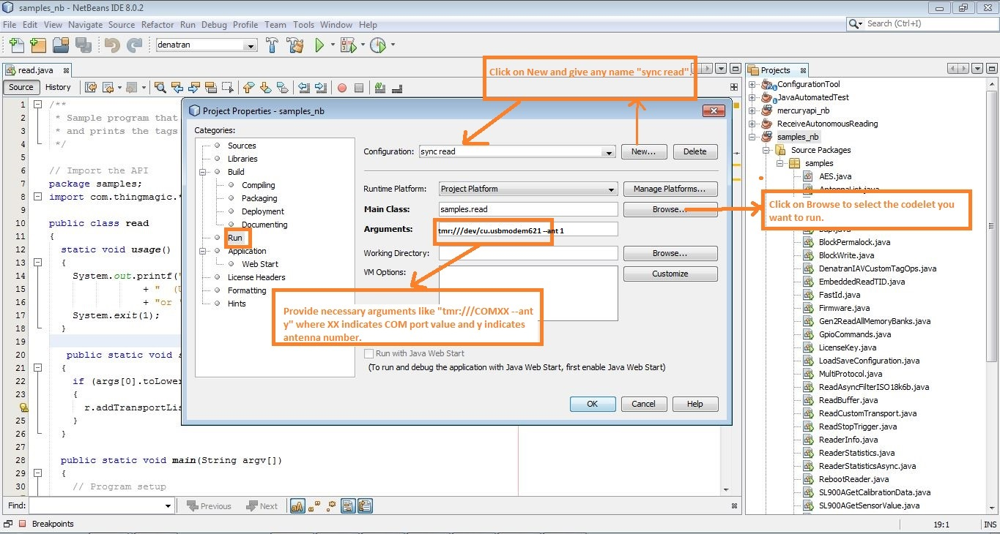 samples_nb - NetBeans IDE 8.0.2
File Edit View Navigate Source Refactor Run Debug Profile Team Tools Window Help
Search (Ctrl+I)
denatran
read.java
Source History
1 /**
2 * Sample program that
3 * and prints the tags
4 */
5
6 // Import the API
7 package samples;
8 import com.thingmagic.*
9
10 public class read
11 {
12 static void usage()
13 {
14 System.out.printf("
15 + " (U
16 + "or '
17 System.exit(1);
18 }
19
20 public static void s
21 {
22 if (args[0].toLower
23 {
r.addTransportLis
25 }
26 }
27
28 public static void main(String argv[])
29 {
30 // Program setup
Click on New and give any name "sync read"
Project Properties - samples_nb
Categories:
Sources
Libraries
Build
Compiling
Packaging
Deployment
Documenting
Run
Application
Web Start
License Headers
Formatting
Hints
Configuration: sync read New... Delete
Runtime Platform: Project Platform Manage Platforms...
Main Class: samples.read Browse...
Arguments: tmr:///dev/cu.usbmodem621 --ant 1
Working Directory: Browse...
VM Options: Customize
Provide necessary arguments like "tmr:///COMXX --ant
y" where XX indicates COM port value and y indicates
antenna number.
Run with Java Web Start
(To run and debug the application with Java Web Start, first enable Java Web Start)
OK Cancel Help
Click on Browse to select the codelet you
want to run.
Projects
ConfigurationTool
JavaAutomatedTest
mercuryapi_nb
ReceiveAutonomousReading
samples_nb
Source Packages
samples
AES.java
AntennaList.java
BlockPermalock.java
BlockWrite.java
DenatranIAVCustomTagOps.java
EmbeddedReadTID.java
FastId.java
Firmware.java
Gen2ReadAllMemoryBanks.java
GpioCommands.java
LicenseKey.java
LoadSaveConfiguration.java
MultiProtocol.java
ReadAsyncFilterISO18k6b.java
ReadBuffer.java
ReadCustomTransport.java
ReadStopTrigger.java
ReaderInfo.java
ReaderStatistics.java
ReaderStatisticsAsync.java
RebootReader.java
SL900AGetCalibrationData.java
SL900AGetSensorValue.java
Find: Previous Next
Breakpoints
19:1 INS